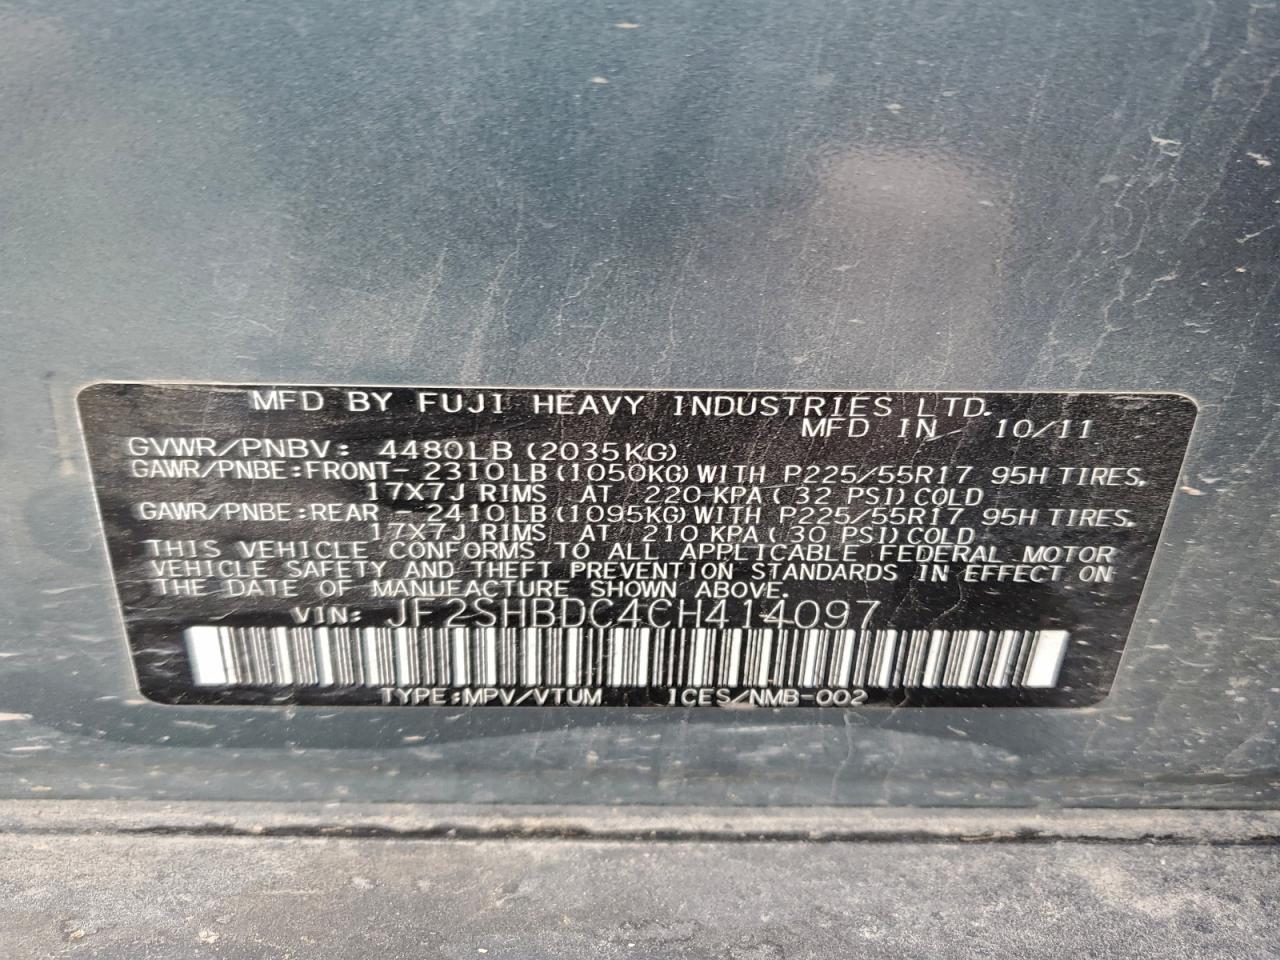 MFD BY FUJI HEAVY INDUSTRIES LTD.
MFD IN 10/11
GVWR/PNBV: 4480LB (2035KG)
GAWR/PNBE:FRONT- 2310LB(1050KG)WITH P225/55R17 95H TIRES,
17X7J RIMS AT 220 KPA( 32 PSI)COLD
GAWR/PNBE:REAR -2410LB(1095KG)WITH P225/55R17 95H TIRES,
17X7J RIMS AT 210 KPA( 30 PSI)COLD
THIS VEHICLE CONFORMS TO ALL APPLICABLE FEDERAL MOTOR
VEHICLE SAFETY AND THEFT PREVENTION STANDARDS IN EFFECT ON
THE DATE OF MANUFACTURE SHOWN ABOVE.
VIN: JF2SHBDC4CH414097
TYPE:MPV/VTUM ICES/NMB-002